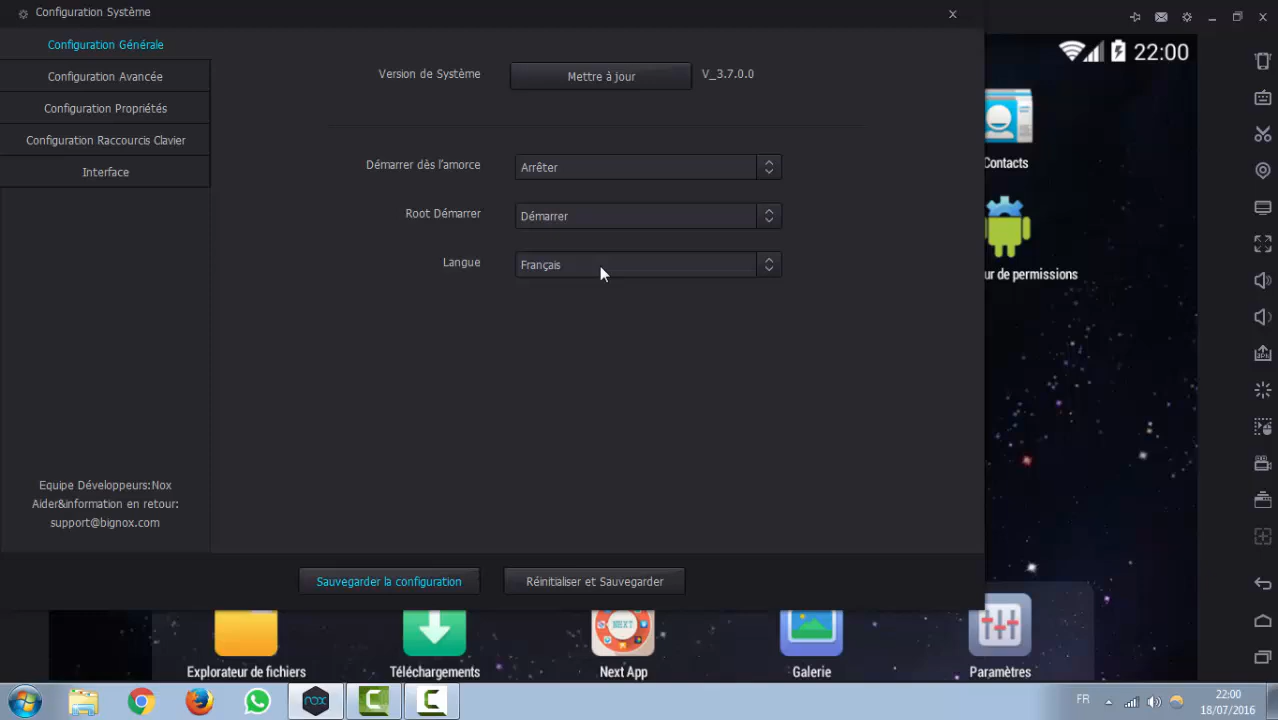 Configuration Système
Configuration Générale
Configuration Avancée
Configuration Propriétés
Configuration Raccourcis Clavier
Interface
Version de Système
Mettre à jour
V_3.7.0.0
Démarrer dès l'amorce
Arrêter
Root Démarrer
Démarrer
Langue
Français
Equipe Développeurs:Nox
Aider&information en retour:
support@bignox.com
Sauvegarder la configuration
Réinitialiser et Sauvegarder
22:00
Contacts
ur de permissions
NEXT
Explorateur de fichiers
Téléchargements
Next App
Galerie
Paramètres
nox
FR
22:00
18/07/2016